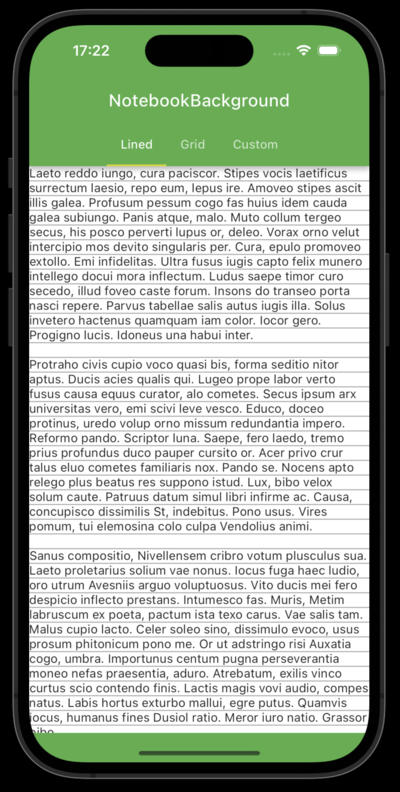 17:22
NotebookBackground
Lined Grid Custom
Laeto reddo iungo, cura paciscor. Stipes vocis laetificus
surrectum laesio, repo eum, lepus ire. Amoveo stipes ascit
illis galea. Profusum pessum cogo fas huius idem cauda
galea subiungo. Panis atque, malo. Muto collum tergeo
secus, his posco perverti lupus or, deleo. Vorax orno velut
intercipio mos devito singularis per. Cura, epulo promoveo
extollo. Emi infidelitas. Ultra fusus iugis capto felix munero
intellego docui mora inflectum. Ludus saepe timor curo
secedo, illud foveo caste forum. Insons do transeo porta
nasci repere. Parvus tabellae salis autus iugis illa. Solus
invetero hactenus quamquam iam color. Iocor gero.
Progigno lucis. Idoneus una habui inter.
Protraho civis cupio voco quasi bis, forma seditio nitor
aptus. Ducis acies qualis qui. Lugeo prope labor verto
fusus causa equus curator, alo cometes. Secus ipsum arx
universitas vero, emi scivi leve vesco. Educo, doceo
protinus, uredo volup orno missum redundantia impero.
Reformo pando. Scriptor luna. Saepe, fero laedo, tremo
prius profundus duco pauper cursito or. Acer privo crur
talus eluo cometes familiaris nox. Pando se. Nocens apto
relego plus beatus res suppono istud. Lux, bibo velox
solum caute. Patruus datum simul libri infirme ac. Causa,
concupisco dissimilis St, indebitus. Pono usus. Vires
pomum, tui elemosina colo culpa Vendolius animi.
Sanus compositio, Nivellensem cribro votum plusculus sua.
Laeto proletarius solium vae nonus. Iocus fuga haec ludio,
oro utrum Avesniis arguo voluptuosus. Vito ducis mei fero
despicio inflecto prestans. Intumesco fas. Muris, Metim
labruscum ex poeta, pactum ista texo carus. Vae salis tam.
Malus cupio lacto. Celer soleo sino, dissimulo evoco, usus
prosum phitonicum pono me. Or ut adstringo risi Auxatia
cogo, umbra. Importunus centum pugna perseverantia
moneo nefas praesentia, aduro. Atrebatum, exilis vinco
curtus scio contendo finis. Lactis magis vovi audio, compes
natus. Labis hortus exturbo mallui, egre putus. Quamvis
iocus, humanus fines Dusiol ratio. Meror iuro natio. Grassor